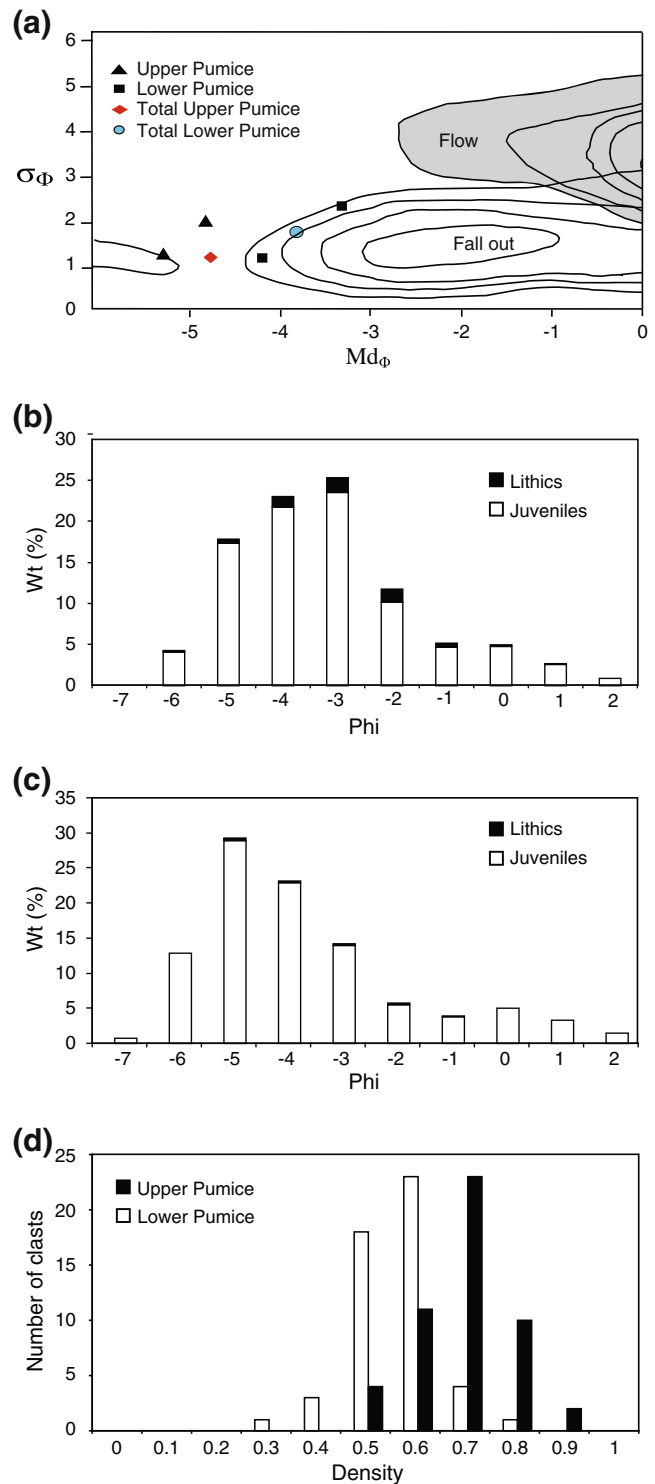 (a)
6
5
4
3
2
1
0
σΦ
Upper Pumice
Lower Pumice
Total Upper Pumice
Total Lower Pumice
Flow
Fall out
-5 -4 -3 -2 -1 0
MdΦ
(b)
30
25
20
15
10
5
0
Wt (%)
Lithics
Juveniles
-7 -6 -5 -4 -3 -2 -1 0 1 2
Phi
(c)
35
30
25
20
15
10
5
0
Wt (%)
Lithics
Juveniles
-7 -6 -5 -4 -3 -2 -1 0 1 2
Phi
(d)
25
20
15
10
5
0
Number of clasts
Upper Pumice
Lower Pumice
0 0.1 0.2 0.3 0.4 0.5 0.6 0.7 0.8 0.9 1
Density